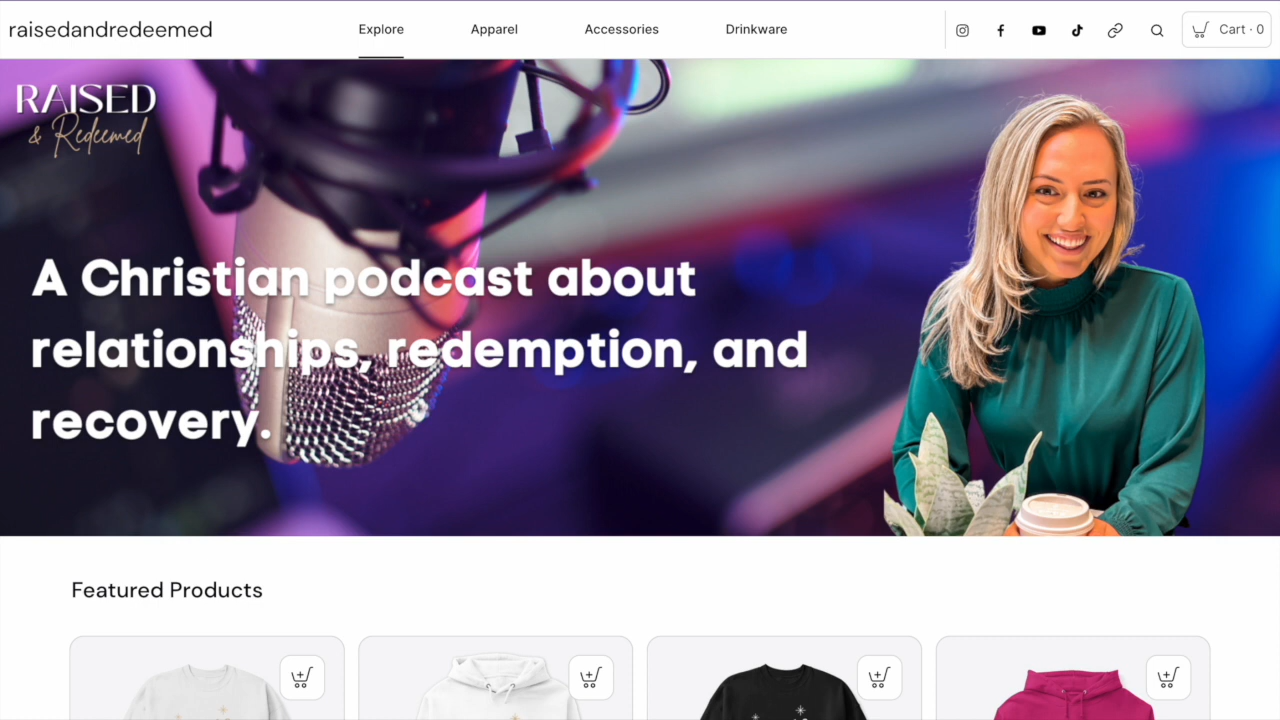 raisedandredeemed
Explore
Apparel
Accessories
Drinkware
Cart · 0
RAISED
& Redeemed
A Christian podcast about
relationships, redemption, and
recovery.
Featured Products